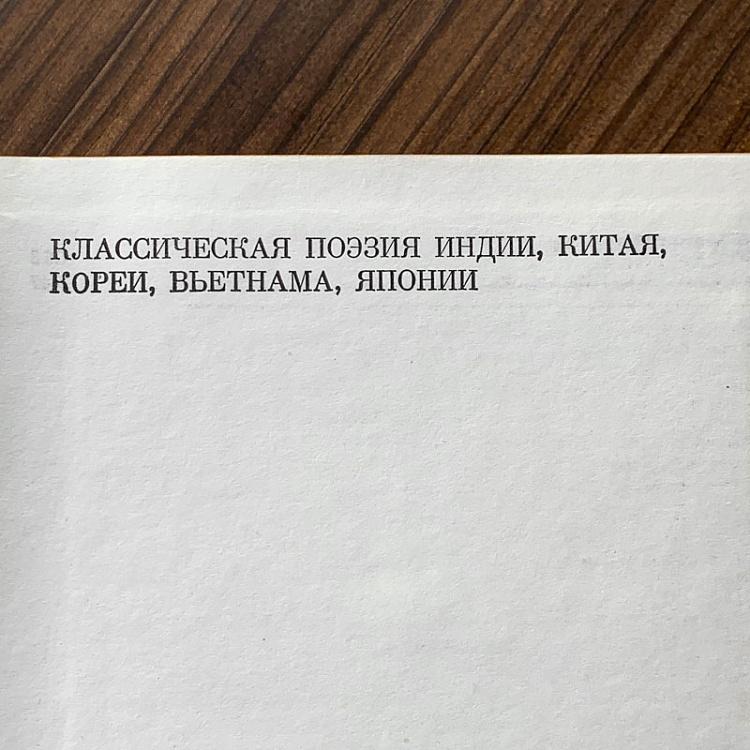 КЛАССИЧЕСКАЯ ПОЭЗИЯ ИНДИИ, КИТАЯ,
КОРЕИ, ВЬЕТНАМА, ЯПОНИИ